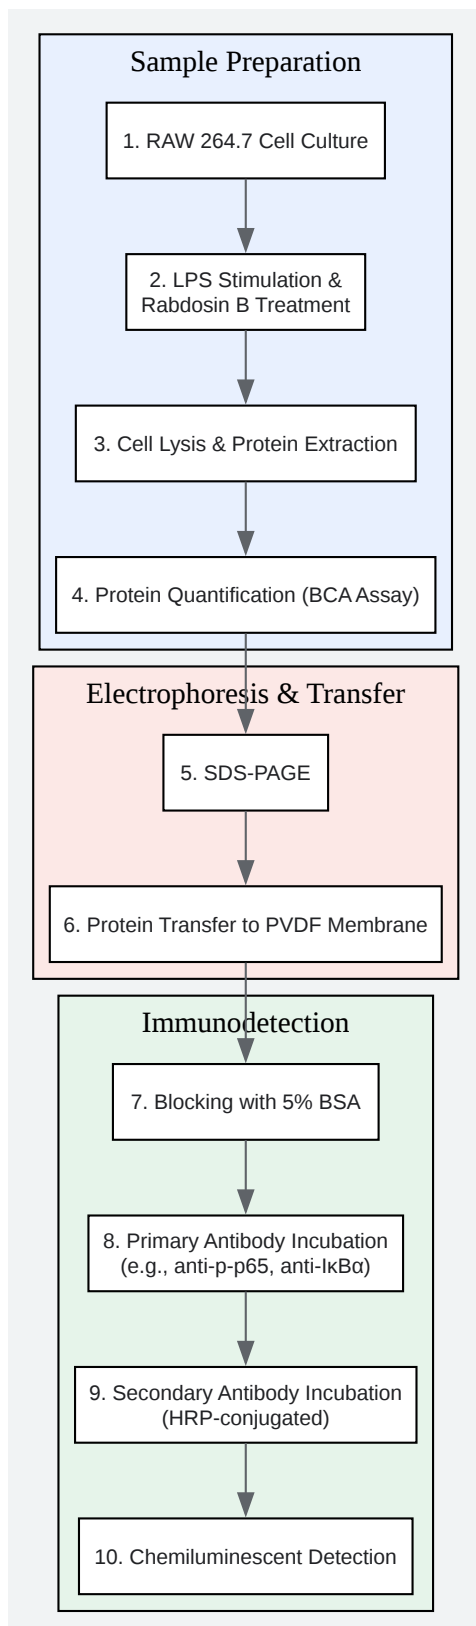 Sample Preparation
1. RAW 264.7 Cell Culture
2. LPS Stimulation &
Rabdosin B Treatment
3. Cell Lysis & Protein Extraction
4. Protein Quantification (BCA Assay)
Electrophoresis & Transfer
5. SDS-PAGE
6. Protein Transfer to PVDF Membrane
Immunodetection
7. Blocking with 5% BSA
8. Primary Antibody Incubation
(e.g., anti-p-p65, anti-IκBα)
9. Secondary Antibody Incubation
(HRP-conjugated)
10. Chemiluminescent Detection